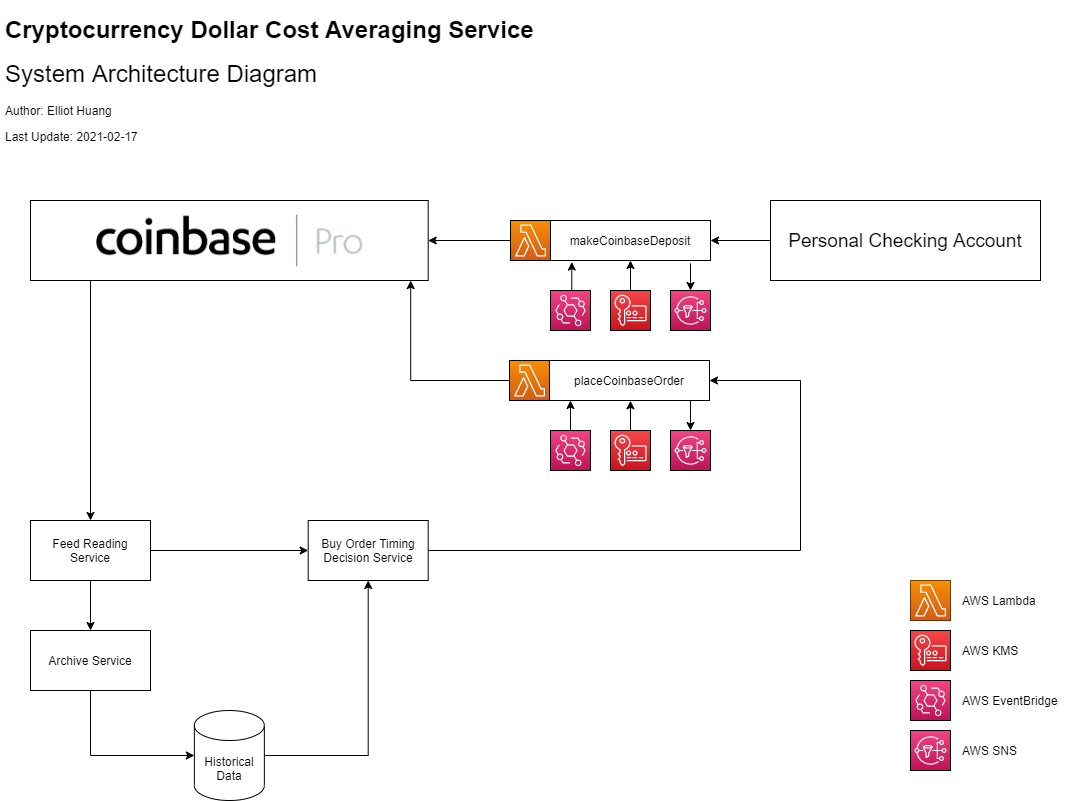 Cryptocurrency Dollar Cost Averaging Service
System Architecture Diagram
Author: Elliot Huang
Last Update: 2021-02-17
coinbase Pro
makeCoinbaseDeposit
Personal Checking Account
placeCoinbaseOrder
Feed Reading
Service
Buy Order Timing
Decision Service
Archive Service
Historical
Data
AWS Lambda
AWS KMS
AWS EventBridge
AWS SNS